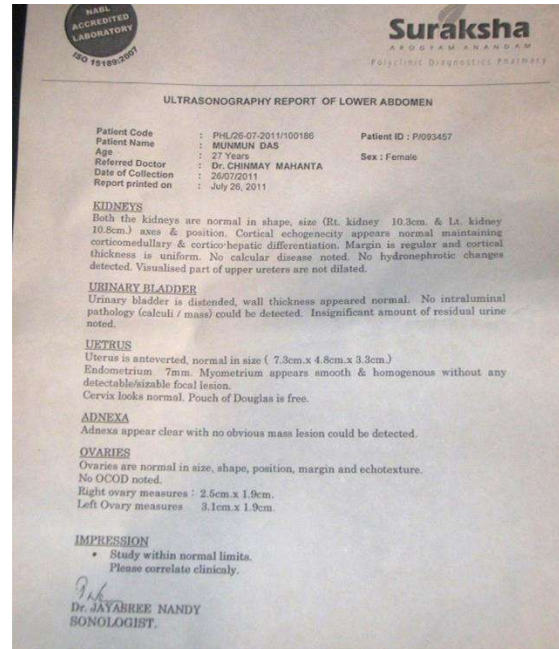 NABL
ACCREDITED
LABORATORY
ISO 15189:2007
Suraksha
AROGYAM ANANDAM
Polyclinic Diagnostics Pharmacy
ULTRASONOGRAPHY REPORT OF LOWER ABDOMEN
Patient Code : PHL/26-07-2011/100186 Patient ID : P/093457
Patient Name : MUNMUN DAS
Age : 27 Years Sex : Female
Referred Doctor : Dr. CHINMAY MAHANTA
Date of Collection : 26/07/2011
Report printed on : July 26, 2011
KIDNEYS
Both the kidneys are normal in shape, size (Rt. kidney 10.3cm. & Lt. kidney
10.8cm.) axes & position. Cortical echogenecity appears normal maintaining
corticomedullary & cortico-hepatic differentiation. Margin is regular and cortical
thickness is uniform. No calcular disease noted. No hydronephrotic changes
detected. Visualised part of upper ureters are not dilated.
URINARY BLADDER
Urinary bladder is distended, wall thickness appeared normal. No intraluminal
pathology (calculi / mass) could be detected. Insignificant amount of residual urine
noted.
UETRUS
Uterus is anteverted, normal in size ( 7.3cm.x 4.8cm.x 3.3cm.)
Endometrium 7mm. Myometrium appears smooth & homogenous without any
detectable/sizable focal lesion.
Cervix looks normal. Pouch of Douglas is free.
ADNEXA
Adnexa appear clear with no obvious mass lesion could be detected.
OVARIES
Ovaries are normal in size, shape, position, margin and echotexture.
No OCOD noted.
Right ovary measures : 2.5cm.x 1.9cm.
Left Ovary measures 3.1cm.x 1.9cm.
IMPRESSION
• Study within normal limits.
Please correlate clinicaly.
Dr. JAYASREE NANDY
SONOLOGIST.